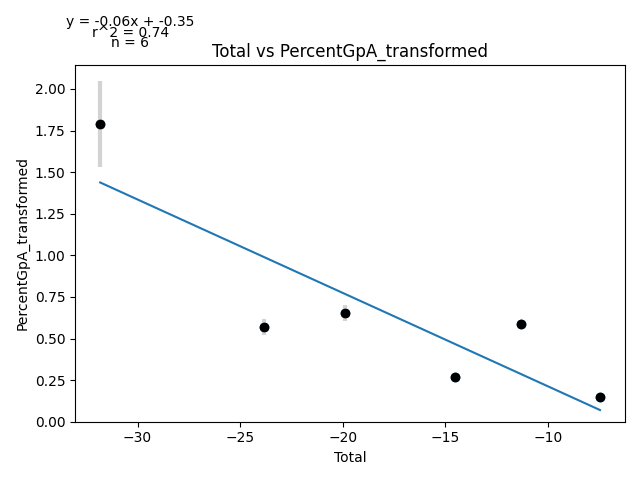 y = -0.06x + -0.35
r^2 = 0.74
n = 6
Total vs PercentGpA_transformed
2.00
1.75
1.50
1.25
1.00
0.75
0.50
0.25
0.00
PercentGpA_transformed
−30
−25
−20
−15
−10
Total